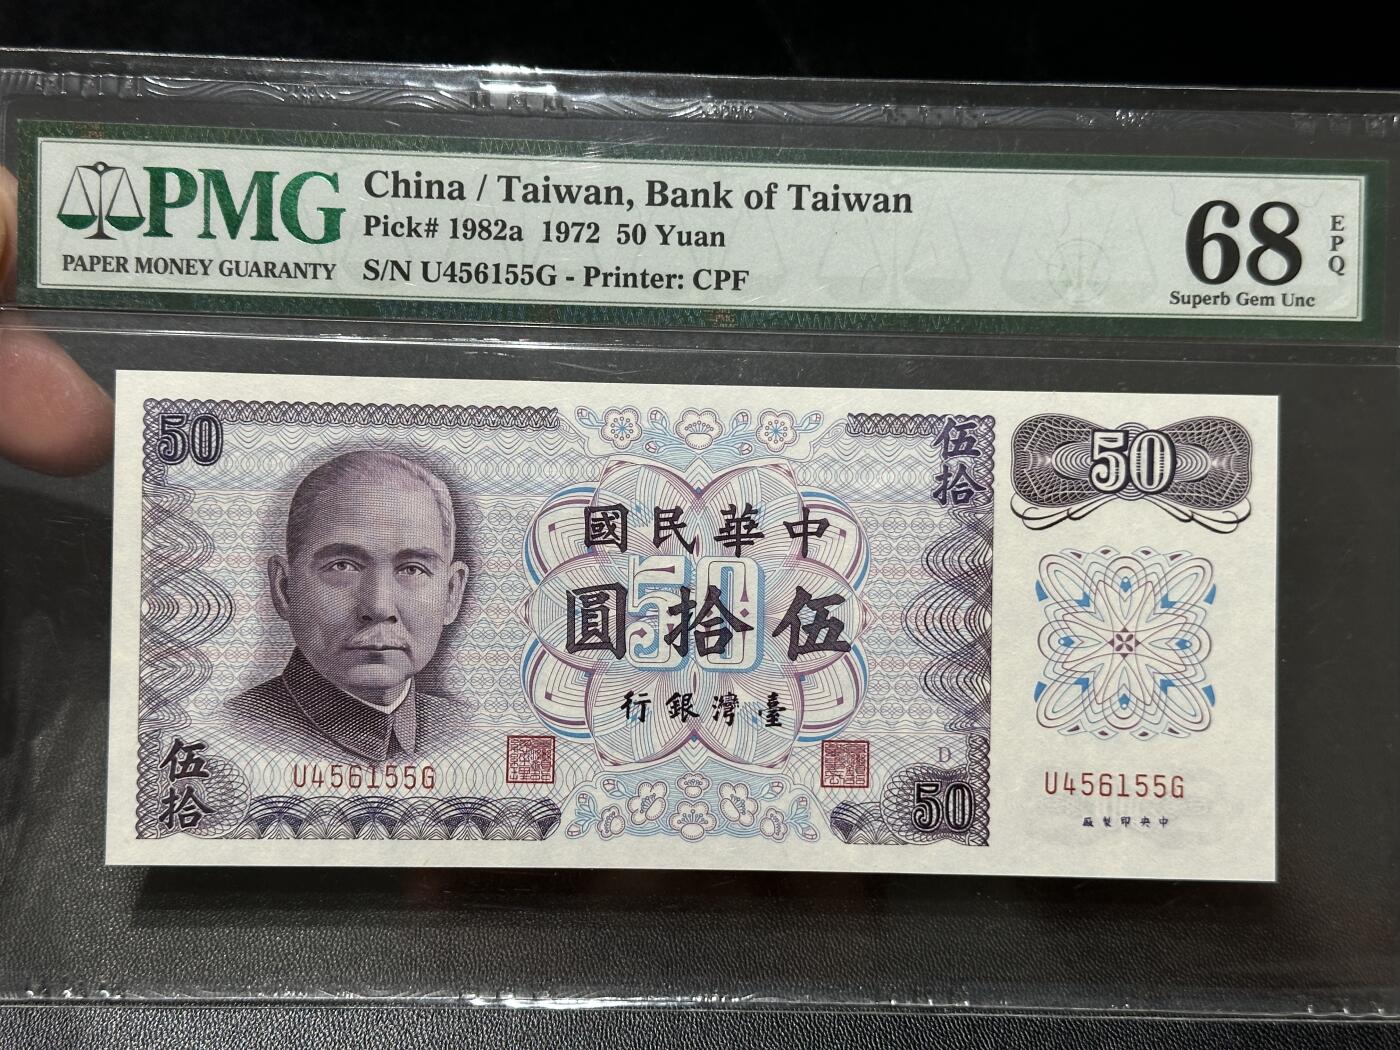 PMG
PAPER MONEY GUARANTY
China / Taiwan, Bank of Taiwan
Pick# 1982a 1972 50 Yuan
S/N U456155G - Printer: CPF
68
EPQ
Superb Gem Unc
50
伍拾
50
國民華中
50
圓拾伍
行銀灣臺
伍拾
U456155G
D
50
U456155G
廠製印央中